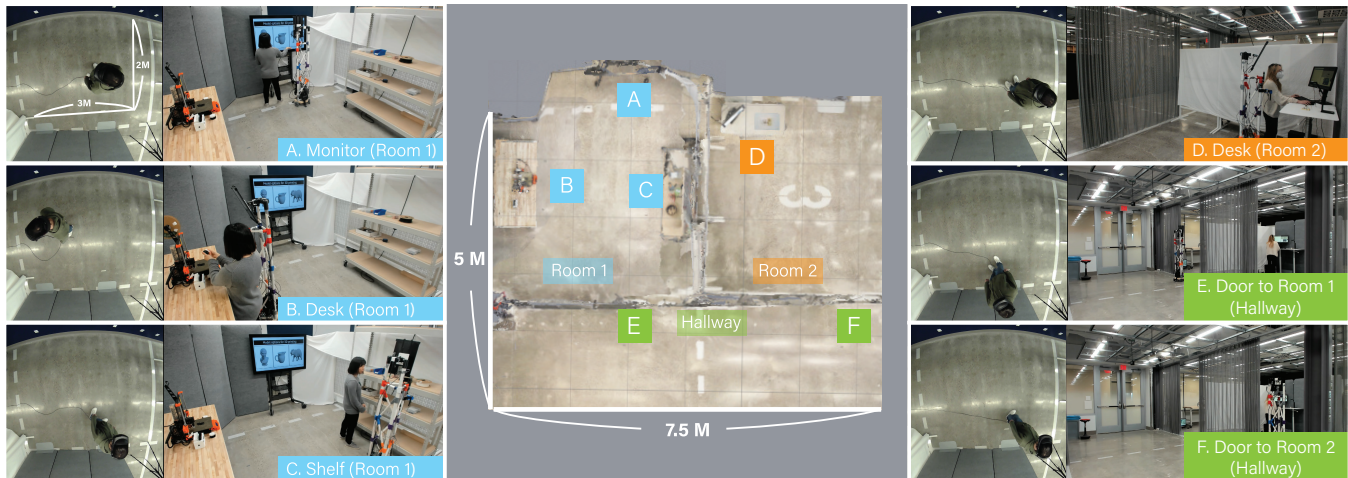 2M
3M
A. Monitor (Room 1)
B. Desk (Room 1)
C. Shelf (Room 1)
A
B
C
D
3
5 M
Room 1
Room 2
E
Hallway
F
7.5 M
D. Desk (Room 2)
E. Door to Room 1
(Hallway)
F. Door to Room 2
(Hallway)